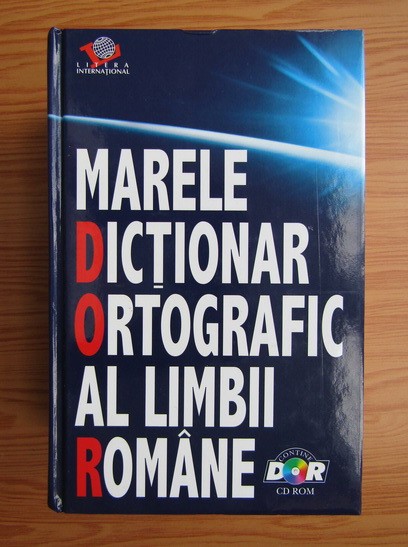 LITERA
INTERNAȚIONAL
MARELE
DICȚIONAR
ORTOGRAFIC
AL LIMBII
ROMÂNE
CONȚINE
DOR
CD ROM